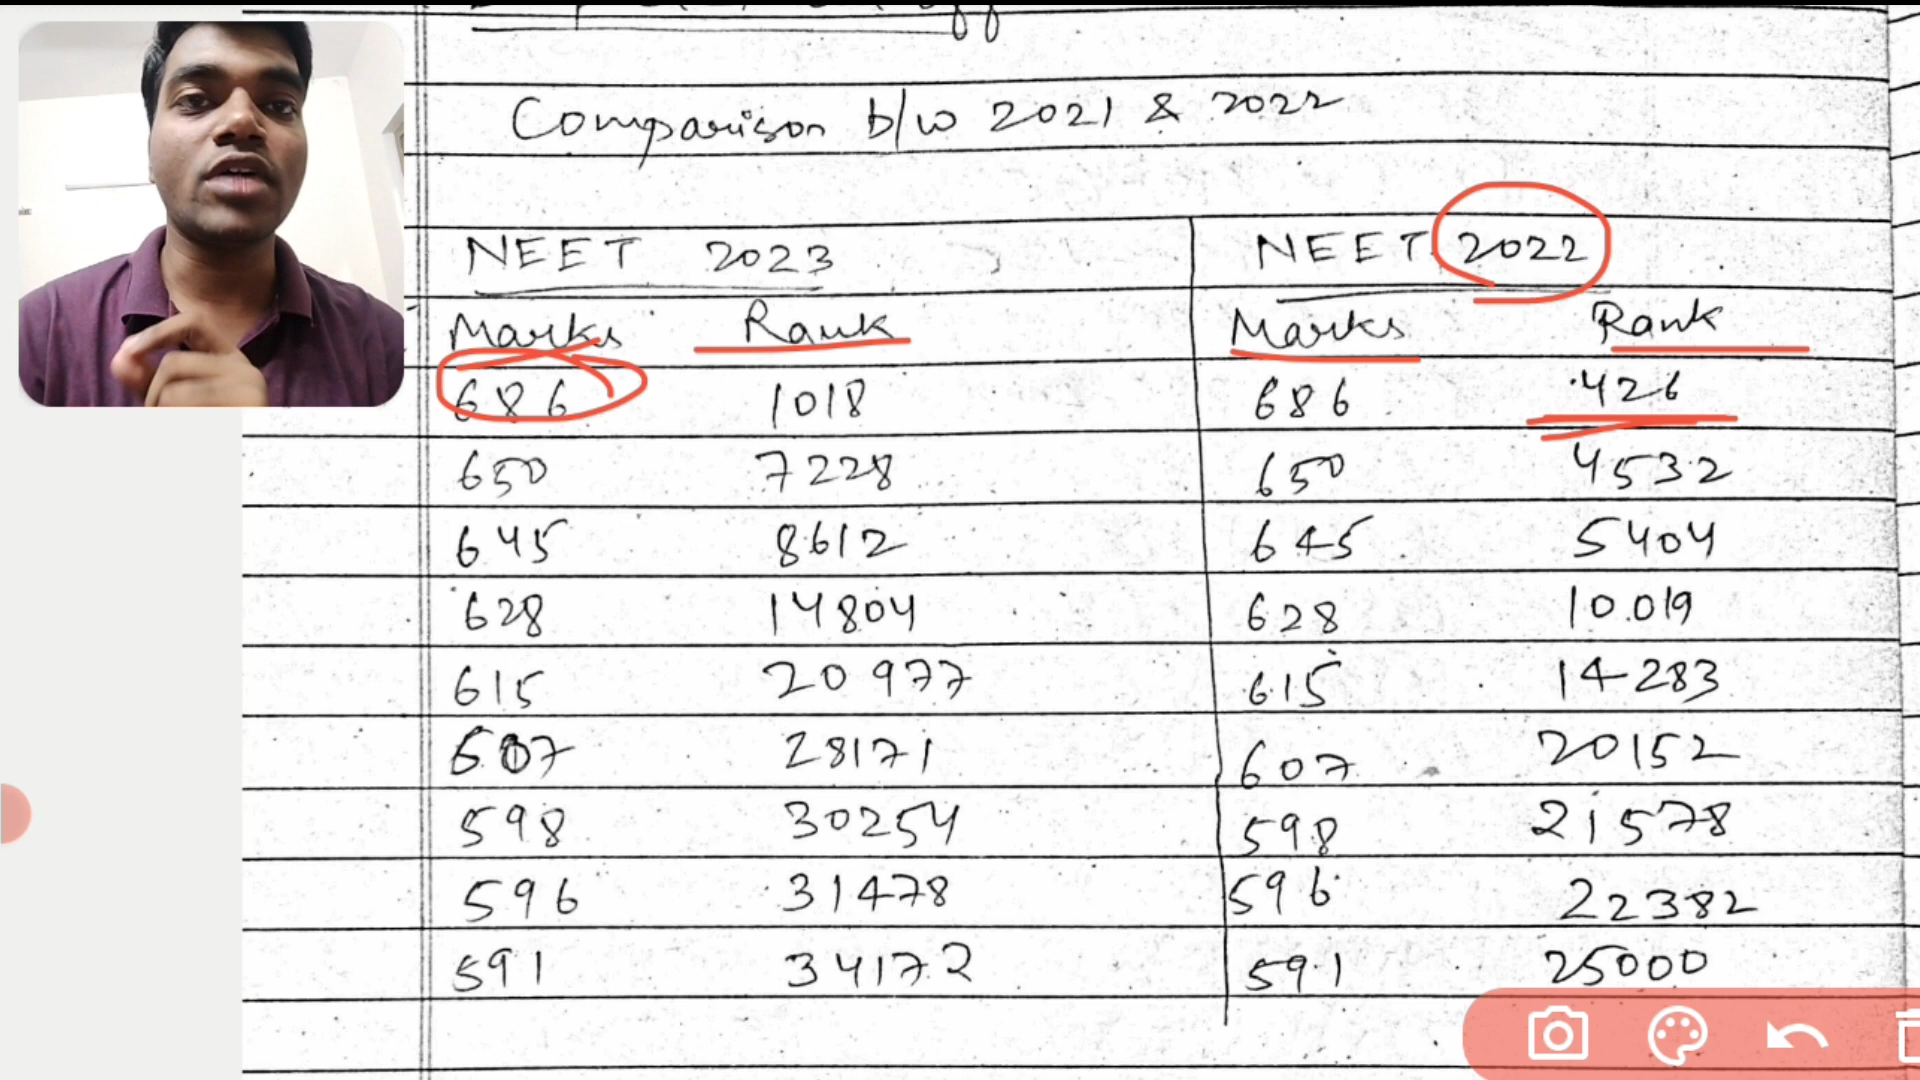 Comparison b/w 2021 & 2022
NEET 2023 NEET 2022
Marks Rank Marks Rank
686 1018 686 426
650 7228 650 4532
645 8612 645 5404
628 14804 628 10019
615 20977 615 14283
607 28171 607 20152
598 30254 598 21578
596 31478 596 22382
591 34172 591 25000